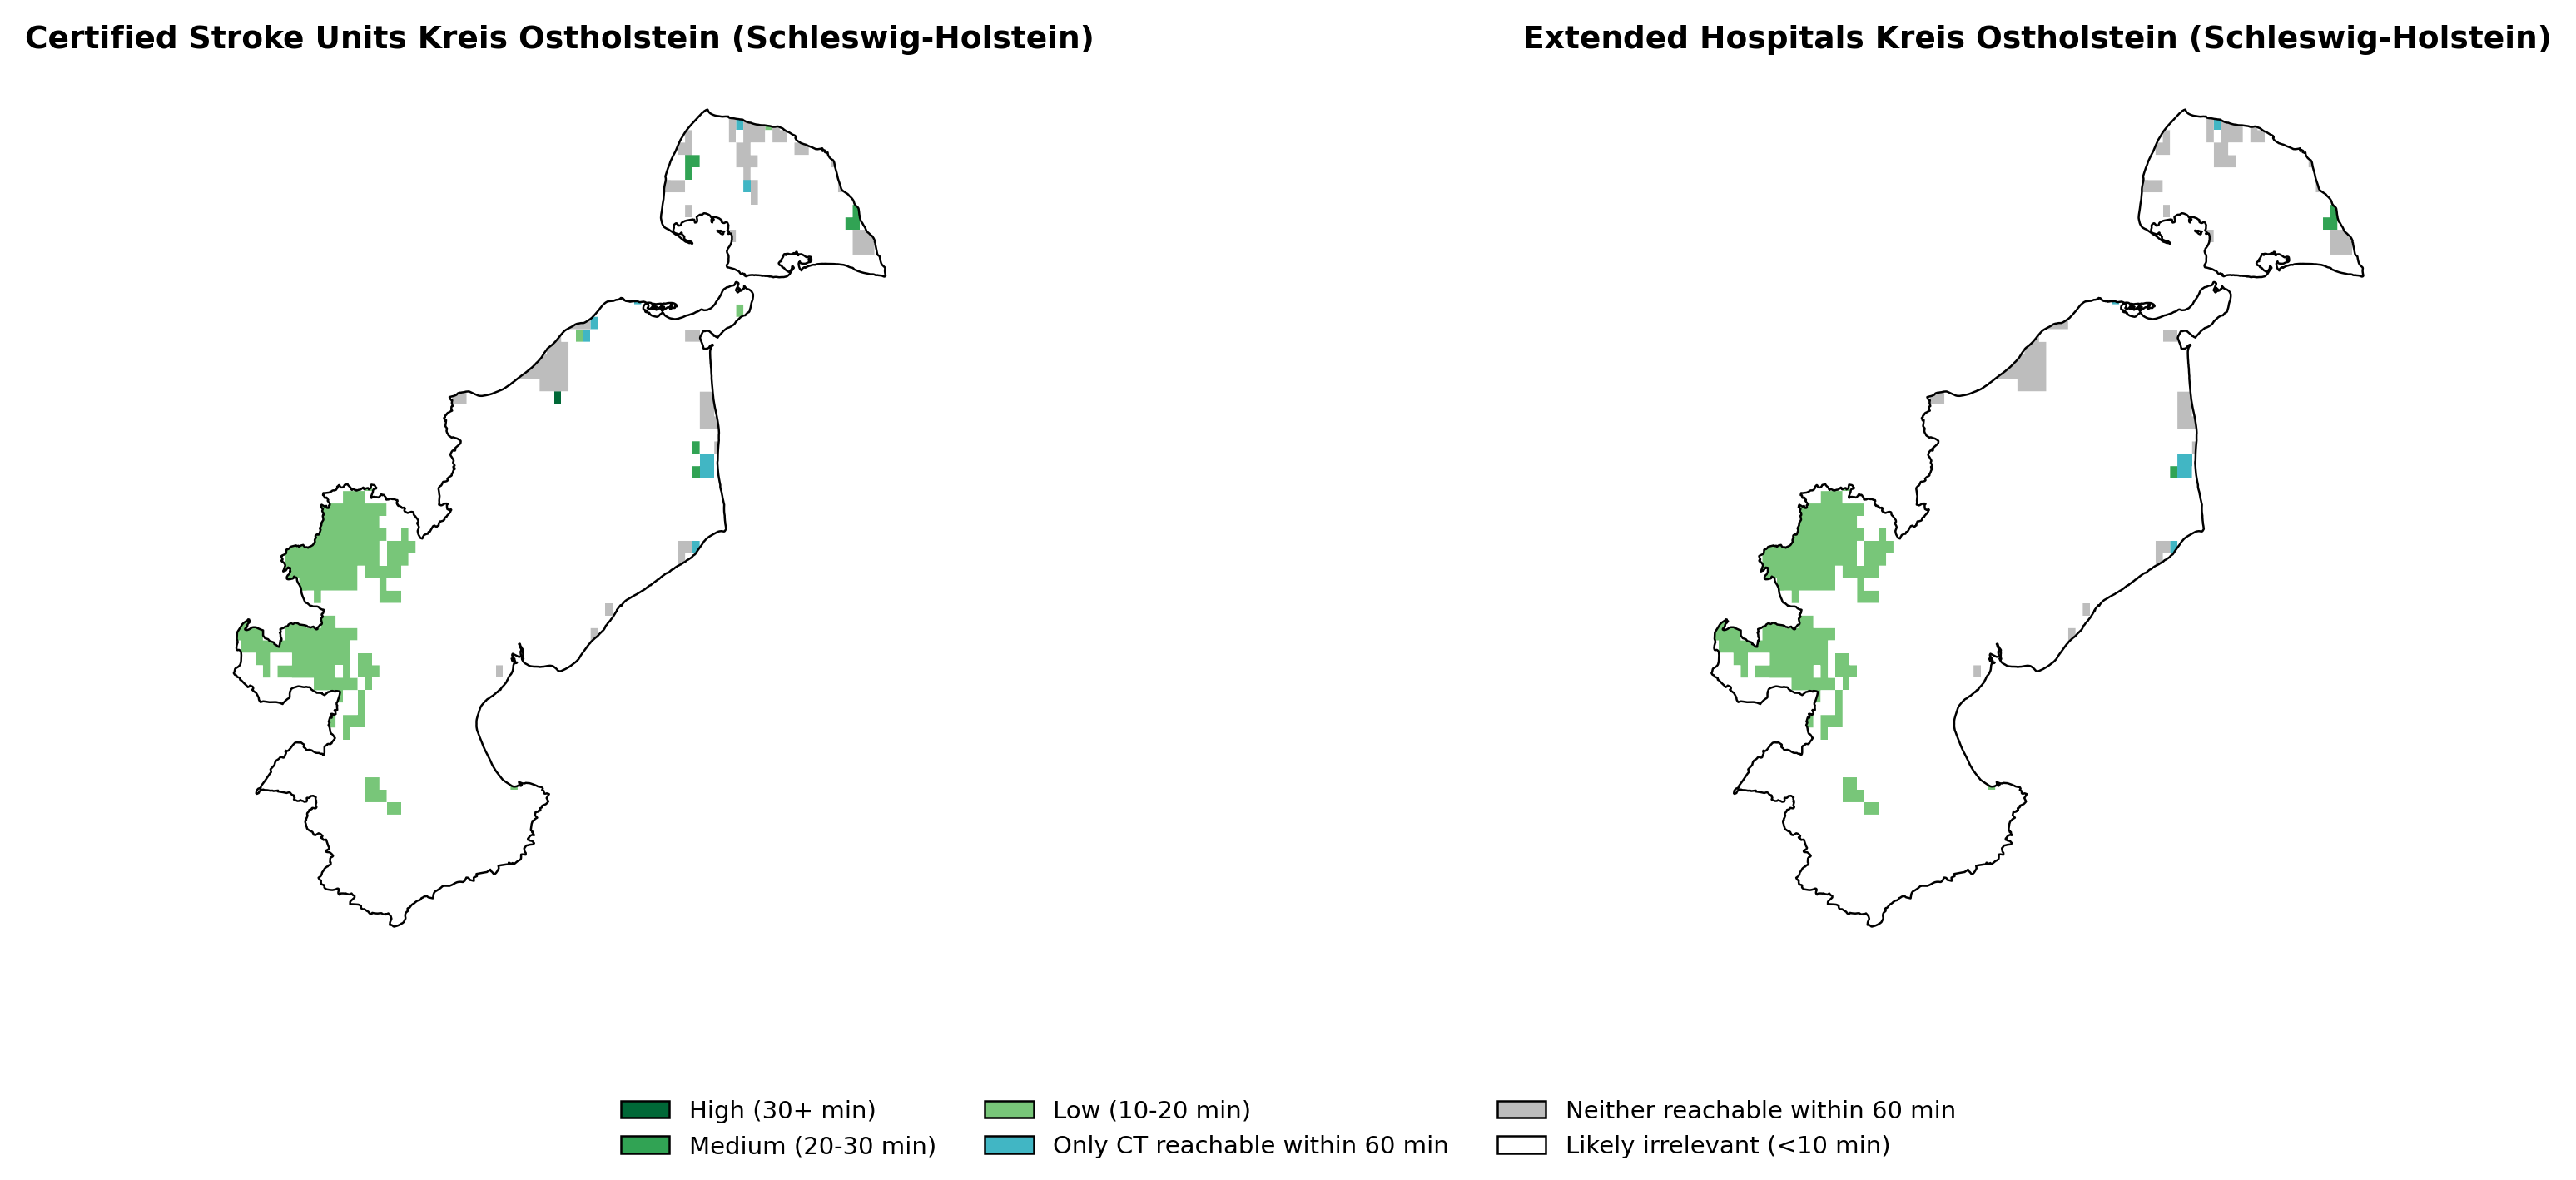 Certified Stroke Units Kreis Ostholstein (Schleswig-Holstein)
Extended Hospitals Kreis Ostholstein (Schleswig-Holstein)
High (30+ min)
Medium (20-30 min)
Low (10-20 min)
Only CT reachable within 60 min
Neither reachable within 60 min
Likely irrelevant (<10 min)